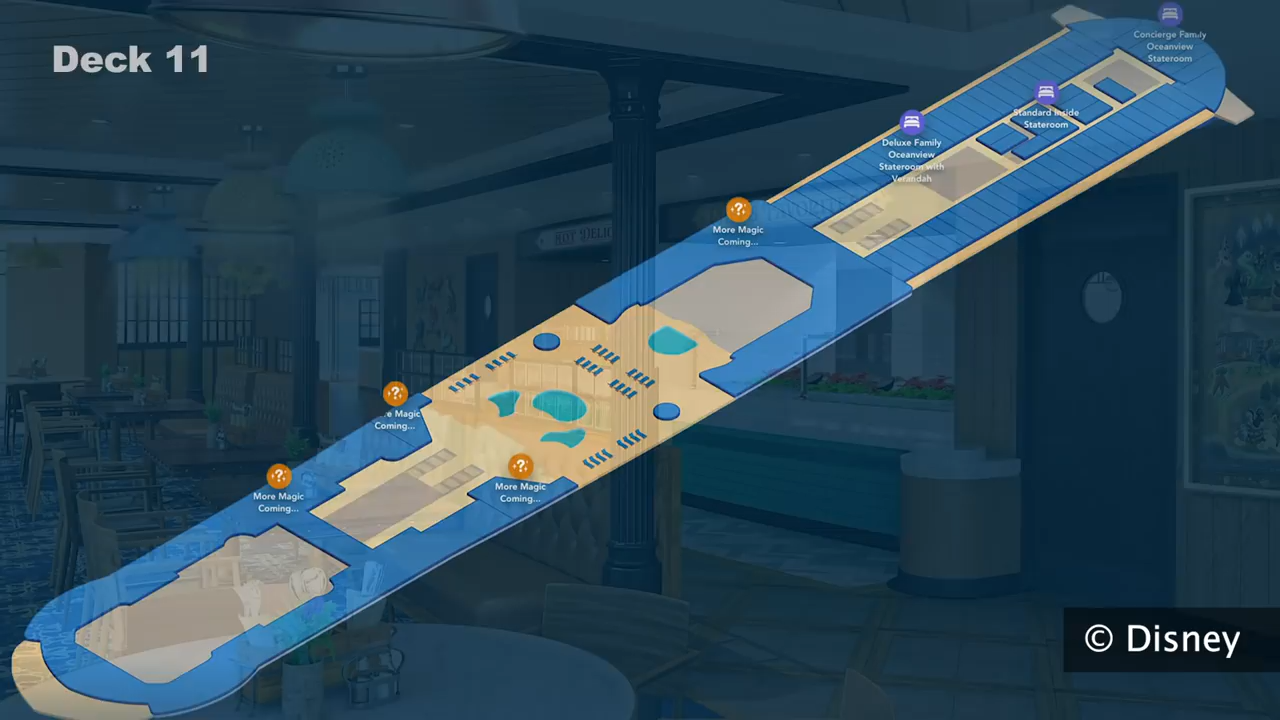 Deck 11
Concierge Family
Oceanview
Stateroom
Standard Inside
Stateroom
Deluxe Family
Oceanview
Stateroom with
Verandah
More Magic
Coming...
More Magic
Coming...
More Magic
Coming...
More Magic
Coming...
© Disney